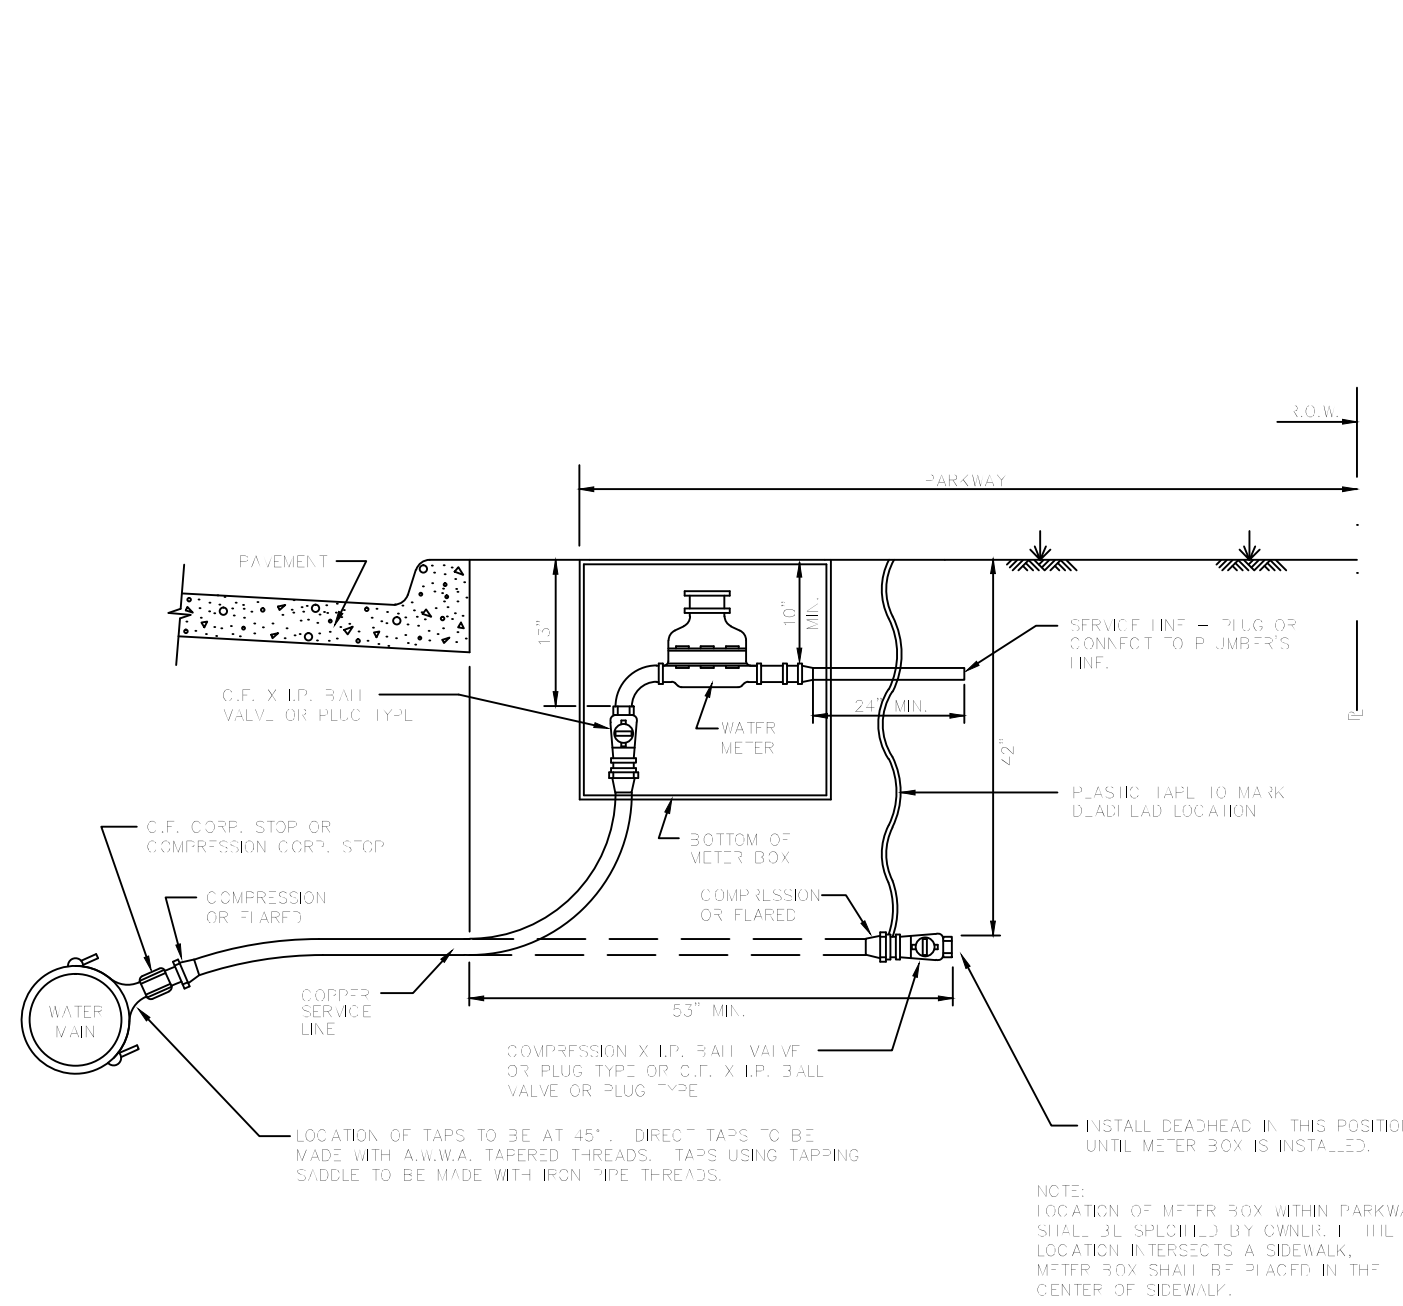 R.O.W.
PARKWAY
PAVEMENT
10"
MIN.
SERVICE LINE – PLUG OR
CONNECT TO PLUMBER'S
LINE.
C.F. X I.P. BALL
VALVE OR PLUG TYPE
24" MIN.
WATER
METER
42"
PLASTIC TAPE TO MARK
DEADHEAD LOCATION
C.F. CORP. STOP OR
COMPRESSION CORP. STOP
BOTTOM OF
METER BOX
COMPRESSION
OR FLARED
COMPRESSION
OR FLARED
WATER
MAIN
COPPER
SERVICE
LINE
53" MIN.
COMPRESSION X I.P. BALL VALVE
OR PLUG TYPE OR C.F. X I.P. BALL
VALVE OR PLUG TYPE
LOCATION OF TAPS TO BE AT 45°. DIRECT TAPS TO BE
MADE WITH A.W.W.A. TAPERED THREADS. TAPS USING TAPPING
SADDLE TO BE MADE WITH IRON PIPE THREADS.
INSTALL DEADHEAD IN THIS POSITIO
UNTIL METER BOX IS INSTALLED.
NOTE:
LOCATION OF METER BOX WITHIN PARKWA
SHALL BE SPECIFIED BY OWNER. IF THE
LOCATION INTERSECTS A SIDEWALK,
METER BOX SHALL BE PLACED IN THE
CENTER OF SIDEWALK.